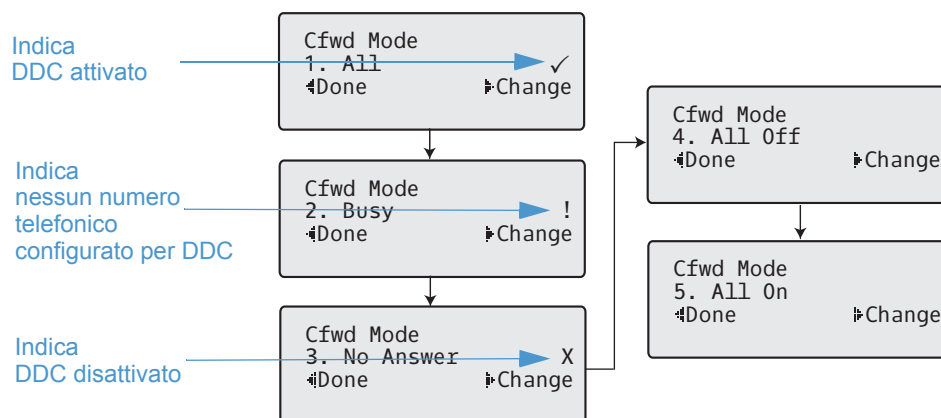 Indica
DDC attivato
Cfwd Mode
1. All ✓
Done Change
Indica
nessun numero
telefonico
configurato per DDC
Cfwd Mode
2. Busy !
Done Change
Indica
DDC disattivato
Cfwd Mode
3. No Answer X
Done Change
Cfwd Mode
4. All Off
Done Change
Cfwd Mode
5. All On
Done Change